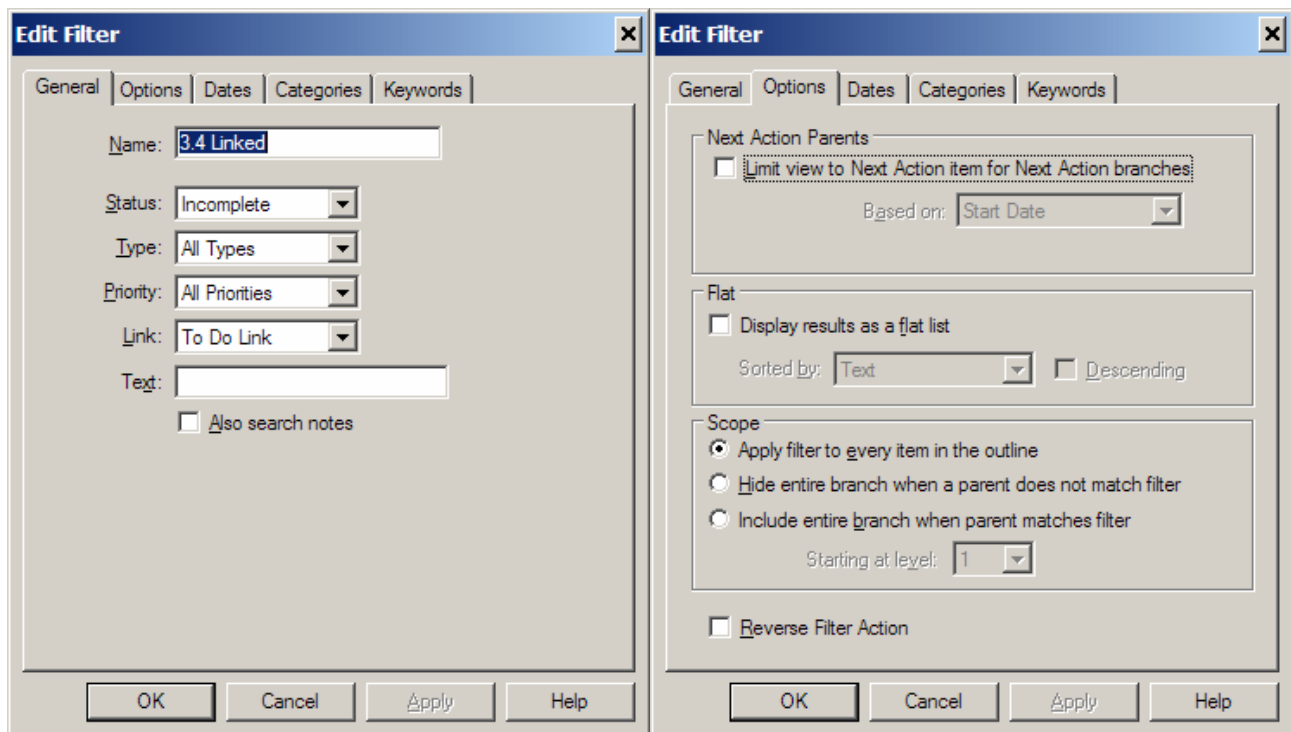 Edit Filter
General Options Dates Categories Keywords
Name: 3.4 Linked
Status: Incomplete
Type: All Types
Priority: All Priorities
Link: To Do Link
Text:
Also search notes
OK Cancel Apply Help
Edit Filter
General Options Dates Categories Keywords
Next Action Parents
Limit view to Next Action item for Next Action branches
Based on: Start Date
Flat
Display results as a flat list
Sorted by: Text Descending
Scope
Apply filter to every item in the outline
Hide entire branch when a parent does not match filter
Include entire branch when parent matches filter
Starting at level: 1
Reverse Filter Action
OK Cancel Apply Help